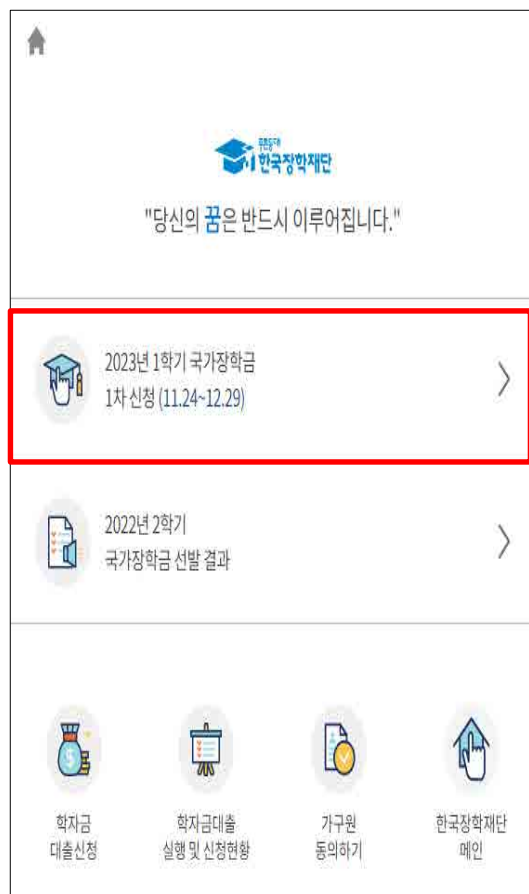 푸른등대
한국장학재단
"당신의 꿈은 반드시 이루어집니다."
2023년 1학기 국가장학금
1차 신청 (11.24~12.29)
2022년 2학기
국가장학금 선발 결과
학자금
대출신청
학자금대출
실행 및 신청현황
가구원
동의하기
한국장학재단
메인